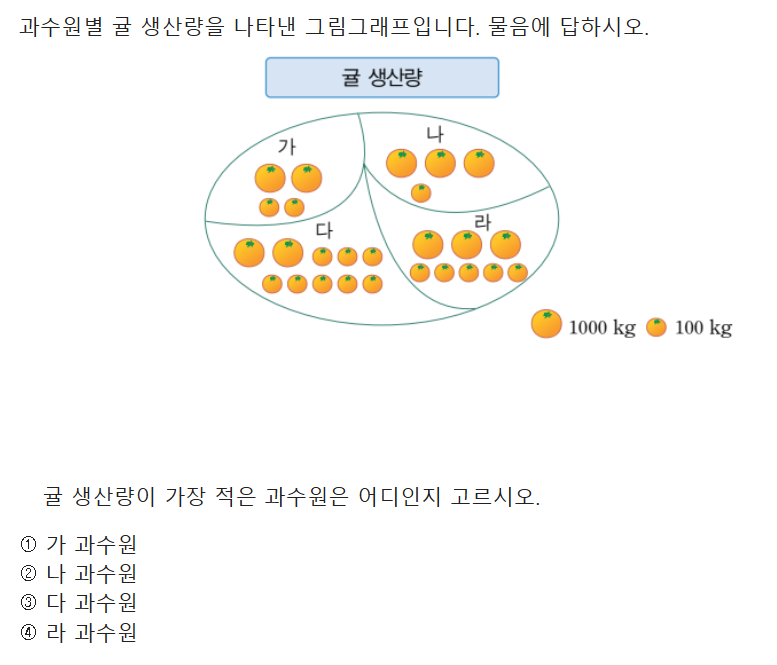 과수원별 귤 생산량을 나타낸 그림그래프입니다. 물음에 답하시오.
귤 생산량
가
나
다
라
1000 kg 100 kg
귤 생산량이 가장 적은 과수원은 어디인지 고르시오.
① 가 과수원
② 나 과수원
③ 다 과수원
④ 라 과수원